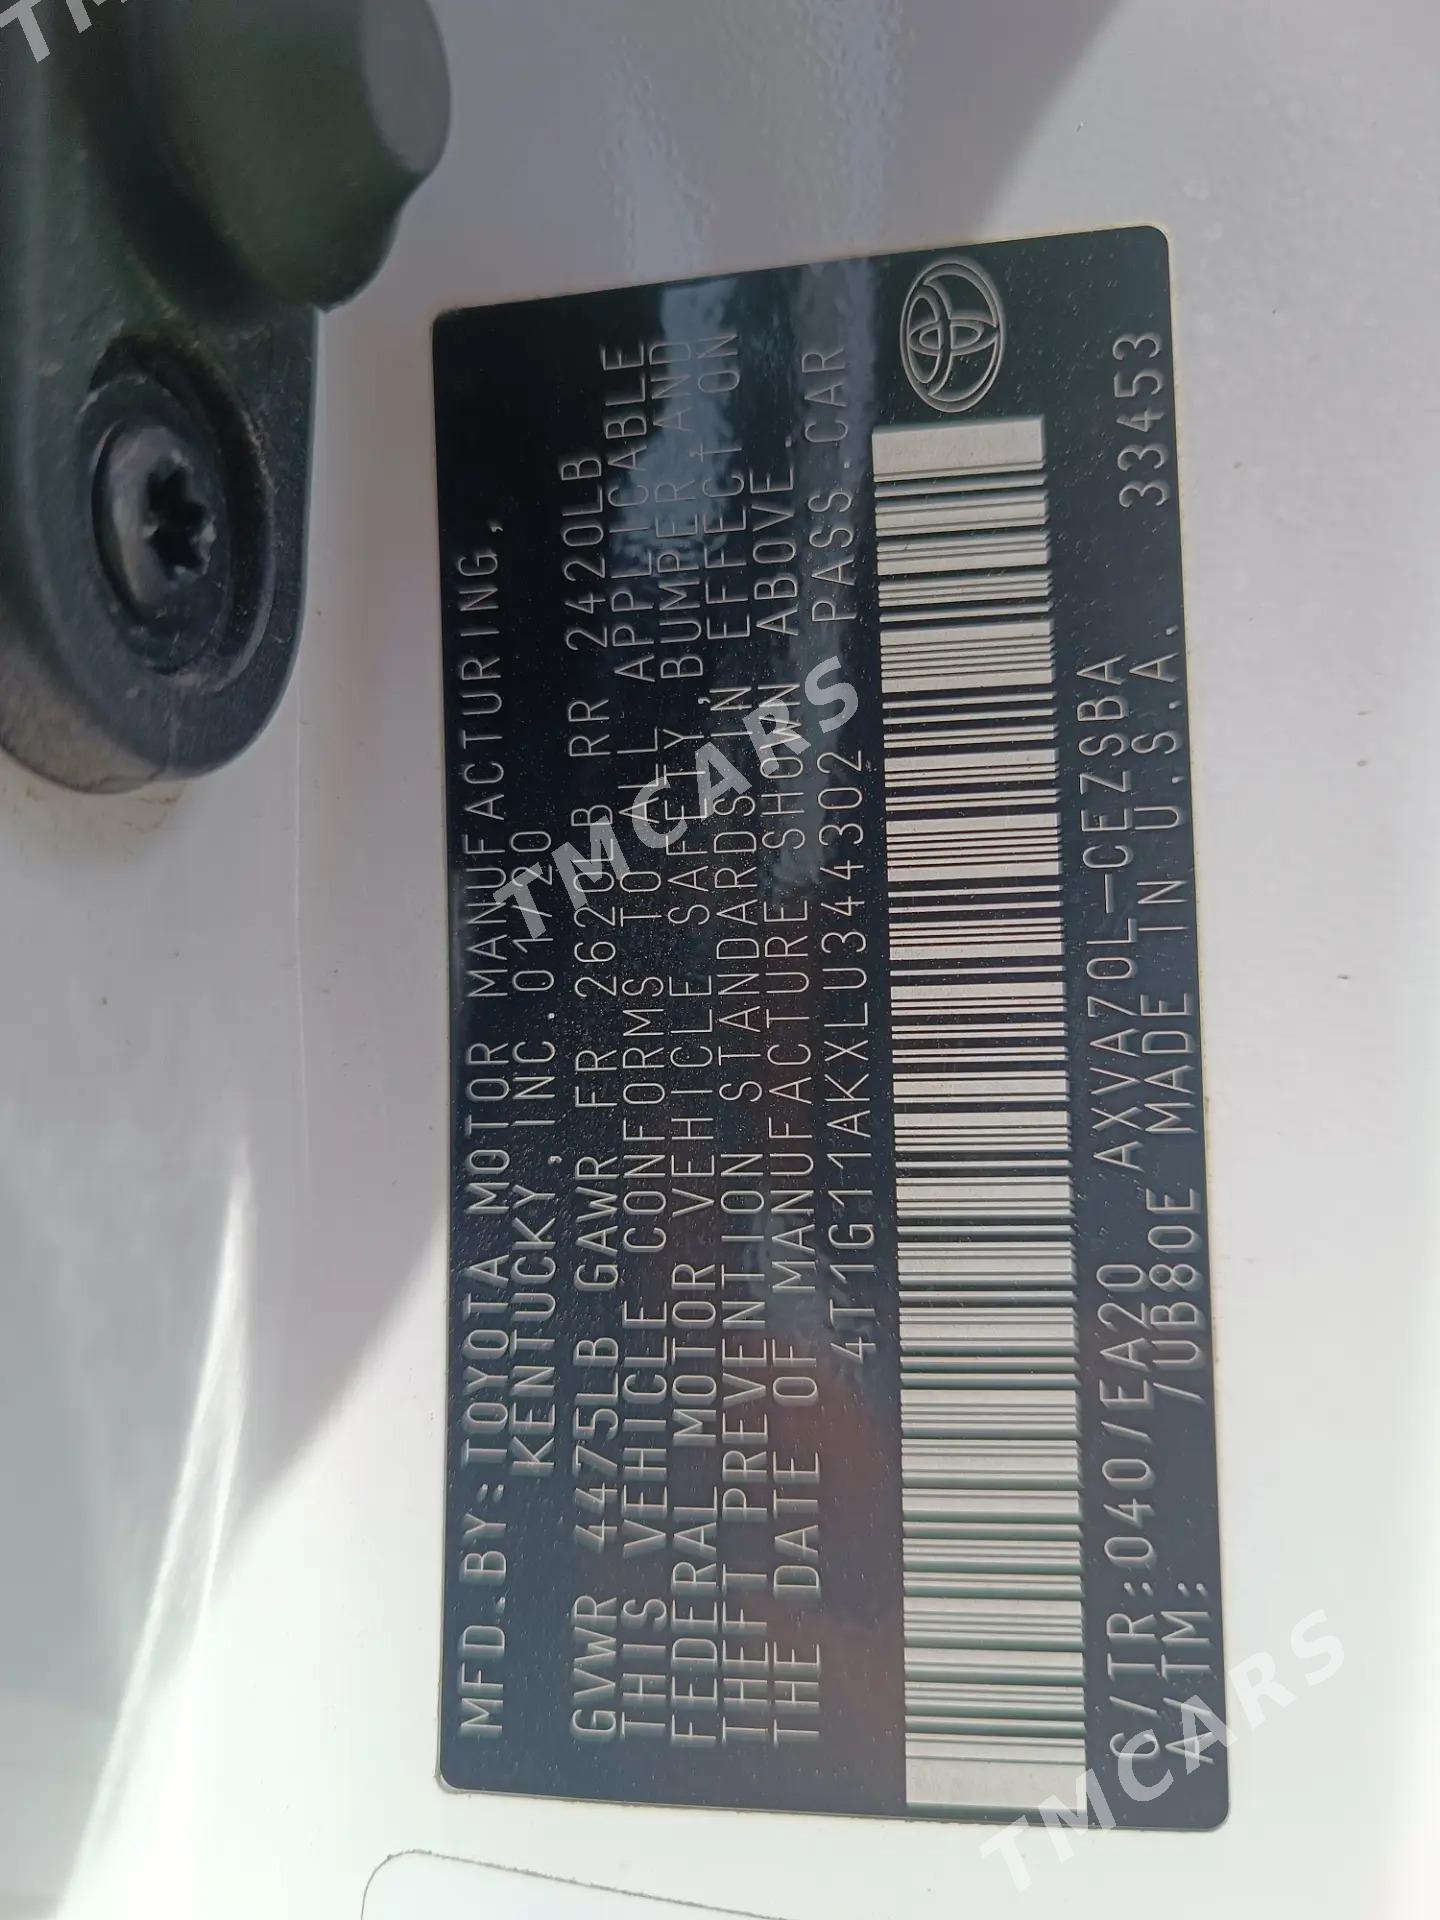 MFD.BY:TOYOTA MOTOR MANUFACTURING,
KENTUCKY,INC.01/20
GVWR 4475LB GAWR FR 2620LB RR 2420LB
THIS VEHICLE CONFORMS TO ALL APPLICABLE
FEDERAL MOTOR VEHICLE SAFETY,BUMPER,AND
THEFT PREVENTION STANDARDS IN EFFECT ON
THE DATE OF MANUFACTURE SHOWN ABOVE.
4T1G11AKXLU344302 PASS.CAR
C/TR:040/EA20 AXVA70L-CEZSBA 33453
A/TM: /UB80E MADE IN U.S.A.
TMCARS
TMCARS
TM